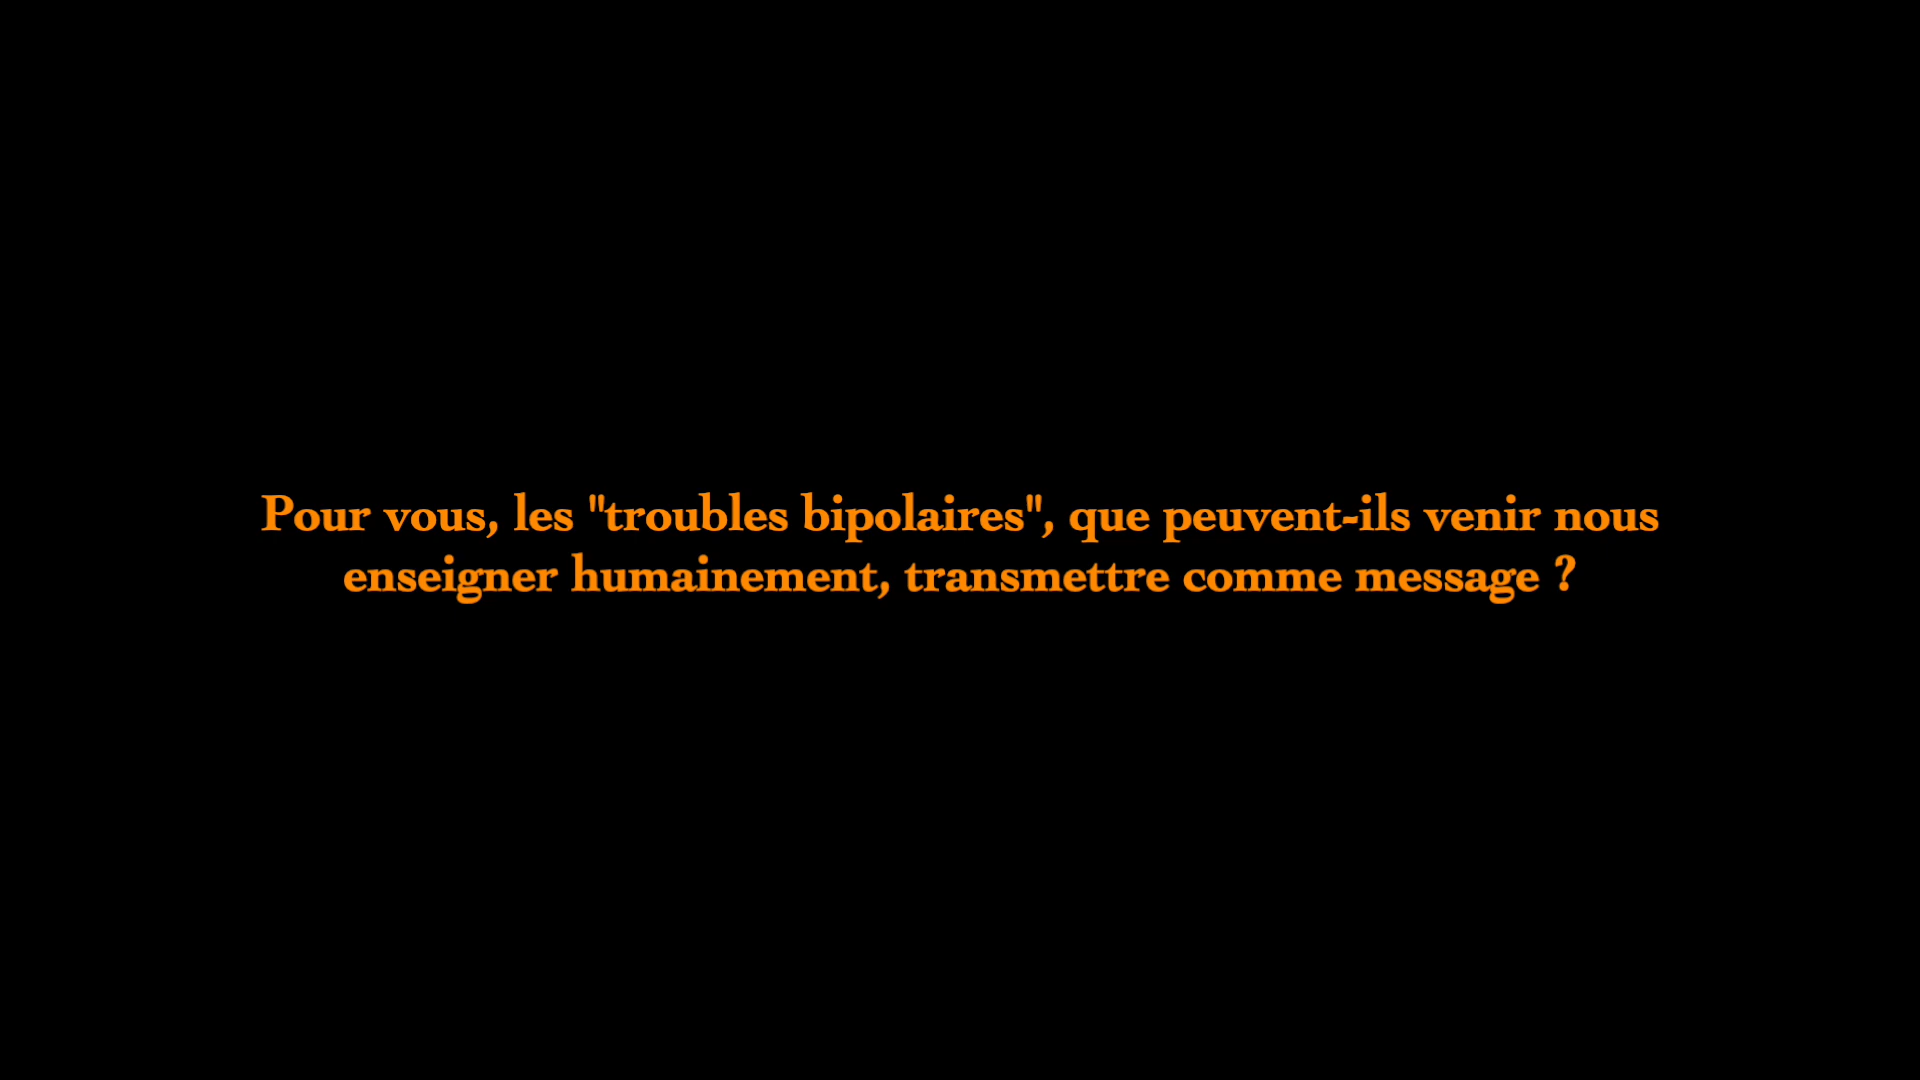 Pour vous, les "troubles bipolaires", que peuvent-ils venir nous
enseigner humainement, transmettre comme message ?